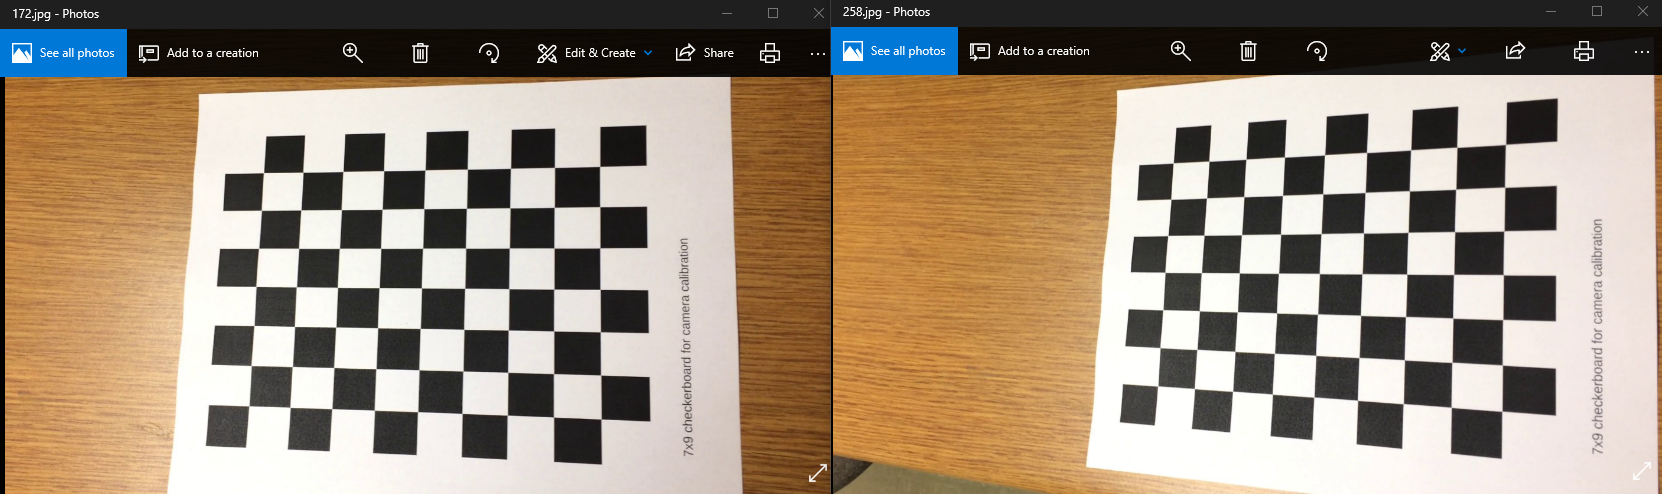 172.jpg - Photos
See all photos
Add to a creation
Edit & Create
Share
7x9 checkerboard for camera calibration
258.jpg - Photos
See all photos
Add to a creation
7x9 checkerboard for camera calibration